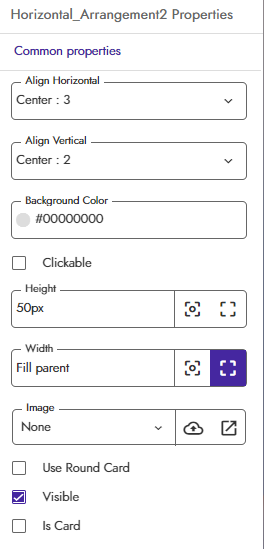 Horizontal_Arrangement2 Properties
Common properties
Align Horizontal
Center : 3
Align Vertical
Center : 2
Background Color
#00000000
Clickable
Height
50px
Width
Fill parent
Image
None
Use Round Card
Visible
Is Card